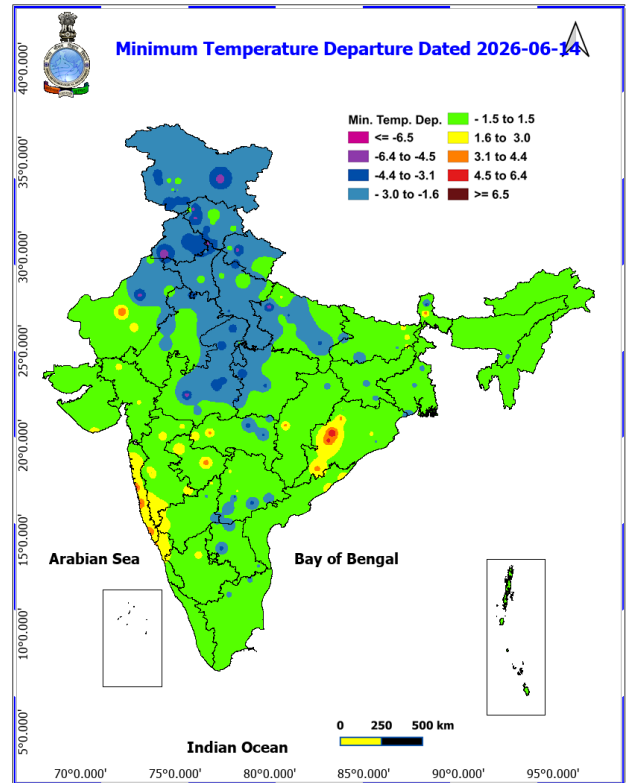 Minimum Temperature Departure Dated 2026-06-14
Min. Temp. Dep.
<= -6.5
-6.4 to -4.5
-4.4 to -3.1
- 3.0 to -1.6
- 1.5 to 1.5
1.6 to 3.0
3.1 to 4.4
4.5 to 6.4
>= 6.5
40°0.000'
35°0.000'
30°0.000'
25°0.000'
20°0.000'
15°0.000'
10°0.000'
5°0.000'
Arabian Sea
Bay of Bengal
Indian Ocean
0 250 500 km
70°0.000' 75°0.000' 80°0.000' 85°0.000' 90°0.000' 95°0.000'